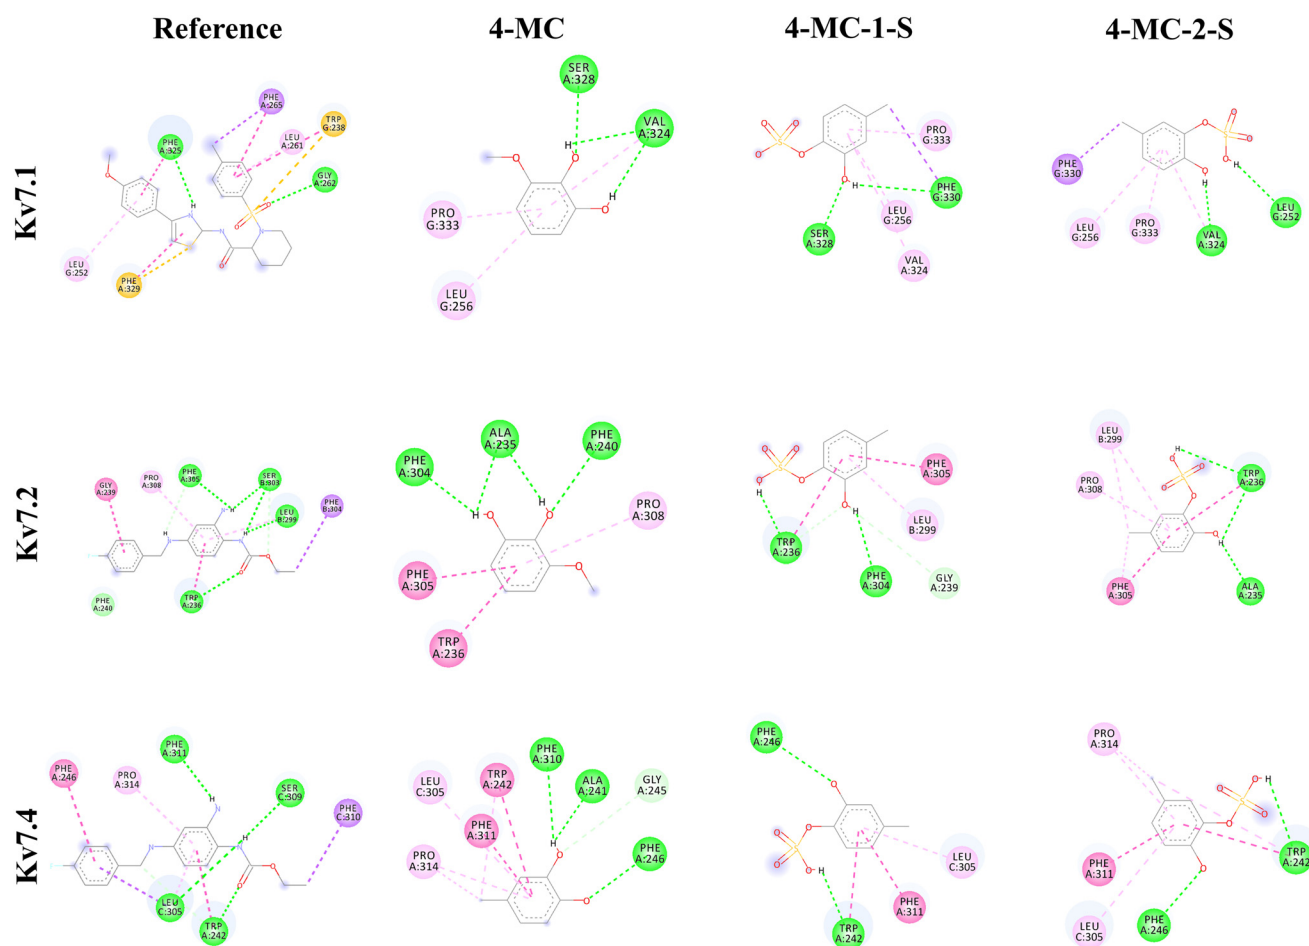 Reference
4-MC
4-MC-1-S
4-MC-2-S
Kv7.1
PHE
A:265
TRP
G:238
LEU
A:261
PHE
A:325
GLY
A:262
H
O
N
N
S
O
O
N
O
LEU
G:252
PHE
A:329
SER
A:328
VAL
A:324
H
O
O
H
O
PRO
G:333
LEU
G:256
O
O
S
O
O
O
H
PRO
G:333
PHE
G:330
LEU
G:256
SER
A:328
VAL
A:324
O
O
S
O
O
H
O
H
PHE
G:330
LEU
G:256
PRO
G:333
VAL
A:324
LEU
G:252
Kv7.2
GLY
A:239
PRO
A:308
PHE
A:305
SER
B:303
LEU
B:299
PHE
B:304
H
N
H
N
H
N
O
O
F
PHE
A:240
TRP
A:236
ALA
A:235
PHE
A:304
PHE
A:240
H
O
H
O
O
PRO
A:308
PHE
A:305
TRP
A:236
O
O
S
O
O
H
O
H
PHE
A:305
LEU
B:299
TRP
A:236
PHE
A:304
GLY
A:239
LEU
B:299
PRO
A:308
TRP
A:236
H
O
O
S
O
O
O
H
PHE
A:305
ALA
A:235
Kv7.4
PHE
A:311
PHE
A:246
PRO
A:314
SER
C:309
PHE
C:310
H
N
H
N
N
O
O
F
LEU
C:305
TRP
A:242
PHE
A:310
LEU
C:305
TRP
A:242
ALA
A:241
GLY
A:245
PHE
A:311
PRO
A:314
PHE
A:246
H
O
O
PHE
A:246
O
O
O
S
O
O
H
LEU
C:305
PHE
A:311
TRP
A:242
PRO
A:314
O
O
H
S
O
O
O
PHE
A:311
TRP
A:242
LEU
C:305
PHE
A:246